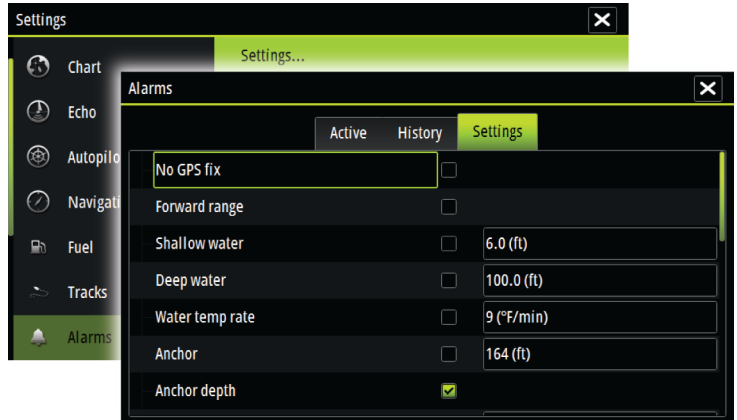 Settings
Settings...
Chart
Echo
Autopilo
Navigati
Fuel
Tracks
Alarms
Alarms
Active History Settings
No GPS fix
Forward range
Shallow water 6.0 (ft)
Deep water 100.0 (ft)
Water temp rate 9 (°F/min)
Anchor 164 (ft)
Anchor depth